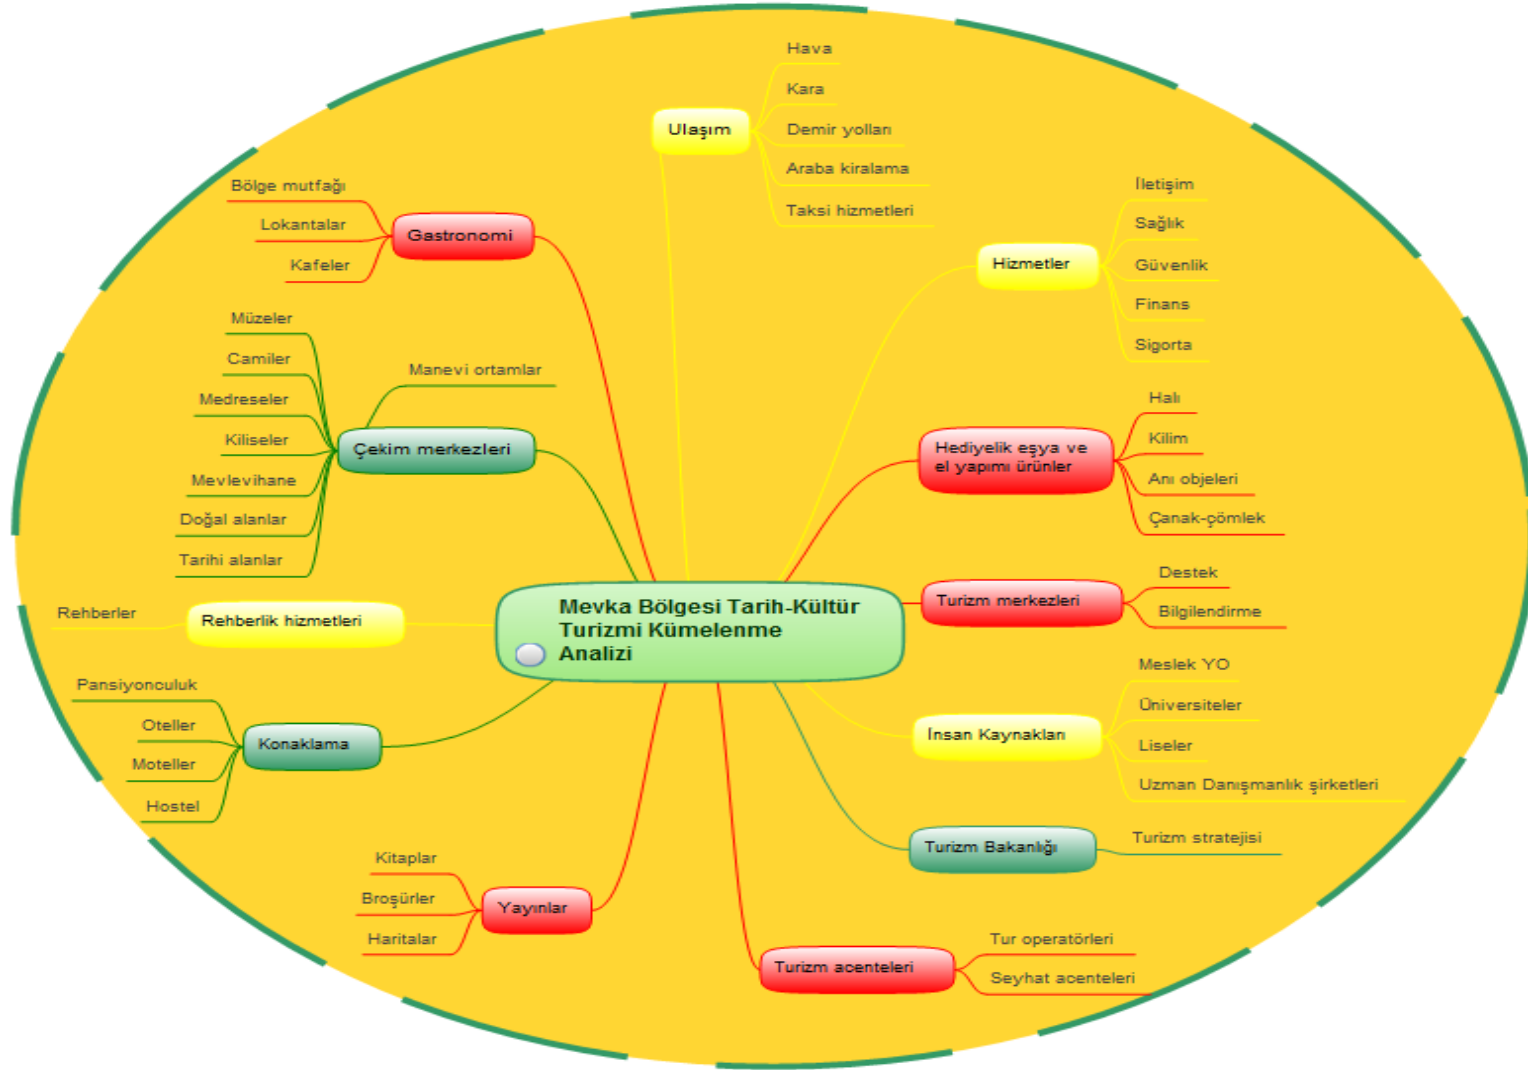 Mevka Bölgesi Tarih-Kültür
Turizmi Kümelenme
Analizi
Ulaşım
Hava
Kara
Demir yolları
Araba kiralama
Taksi hizmetleri
Hizmetler
İletişim
Sağlık
Güvenlik
Finans
Sigorta
Hediyelik eşya ve
el yapımı ürünler
Halı
Kilim
Anı objeleri
Çanak-çömlek
Turizm merkezleri
Destek
Bilgilendirme
İnsan Kaynakları
Meslek YO
Üniversiteler
Liseler
Uzman Danışmanlık şirketleri
Turizm Bakanlığı
Turizm stratejisi
Turizm acenteleri
Tur operatörleri
Seyhat acenteleri
Yayınlar
Kitaplar
Broşürler
Haritalar
Konaklama
Pansiyonculuk
Oteller
Moteller
Hostel
Rehberlik hizmetleri
Rehberler
Çekim merkezleri
Manevi ortamlar
Müzeler
Camiler
Medreseler
Kiliseler
Mevlevihane
Doğal alanlar
Tarihi alanlar
Gastronomi
Bölge mutfağı
Lokantalar
Kafeler